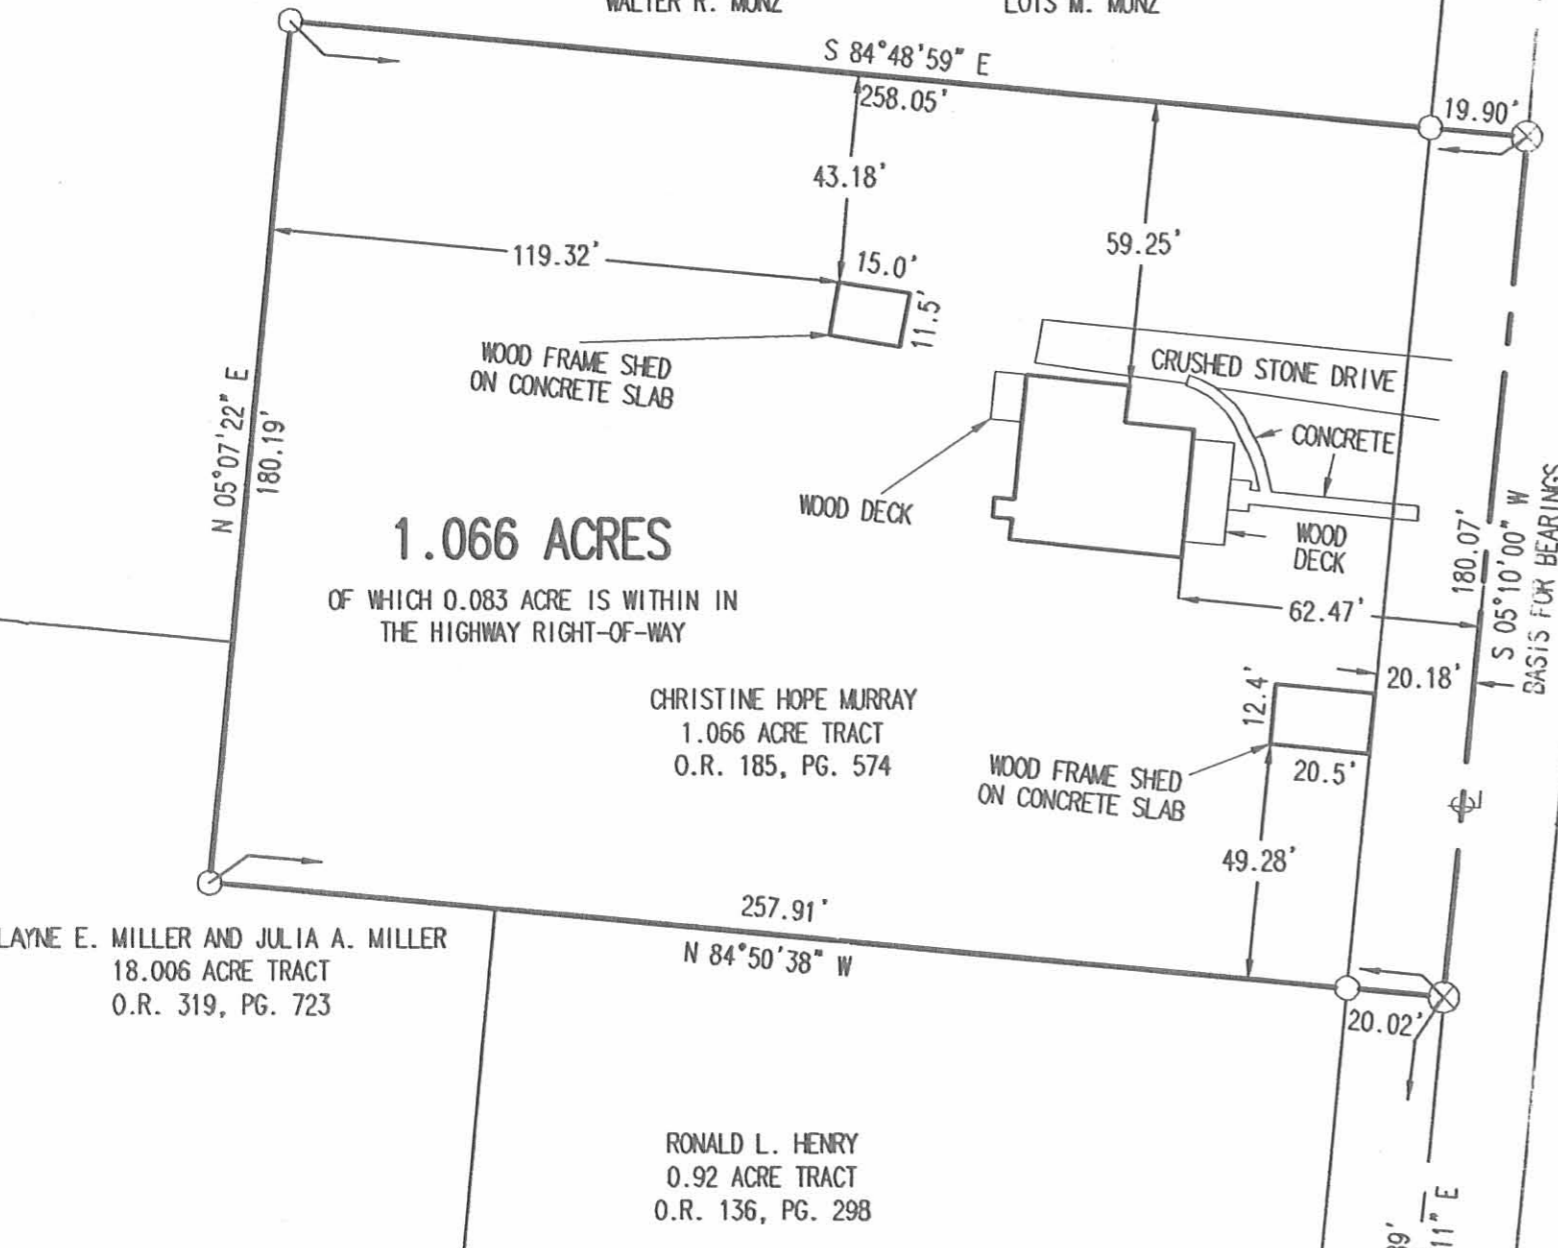 WALTER R. MUNZ
LOIS M. MUNZ
S 84°48'59" E
258.05'
19.90'
43.18'
59.25'
119.32'
15.0'
11.5'
WOOD FRAME SHED
ON CONCRETE SLAB
CRUSHED STONE DRIVE
CONCRETE
WOOD DECK
WOOD
DECK
N 05°07'22" E
180.19'
1.066 ACRES
OF WHICH 0.083 ACRE IS WITHIN IN
THE HIGHWAY RIGHT-OF-WAY
62.47'
180.07'
S 05°10'00" W
BASIS FOR BEARINGS
20.18'
CHRISTINE HOPE MURRAY
1.066 ACRE TRACT
O.R. 185, PG. 574
12.4'
20.5'
WOOD FRAME SHED
ON CONCRETE SLAB
49.28'
257.91'
N 84°50'38" W
20.02'
LAYNE E. MILLER AND JULIA A. MILLER
18.006 ACRE TRACT
O.R. 319, PG. 723
RONALD L. HENRY
0.92 ACRE TRACT
O.R. 136, PG. 298
11" E